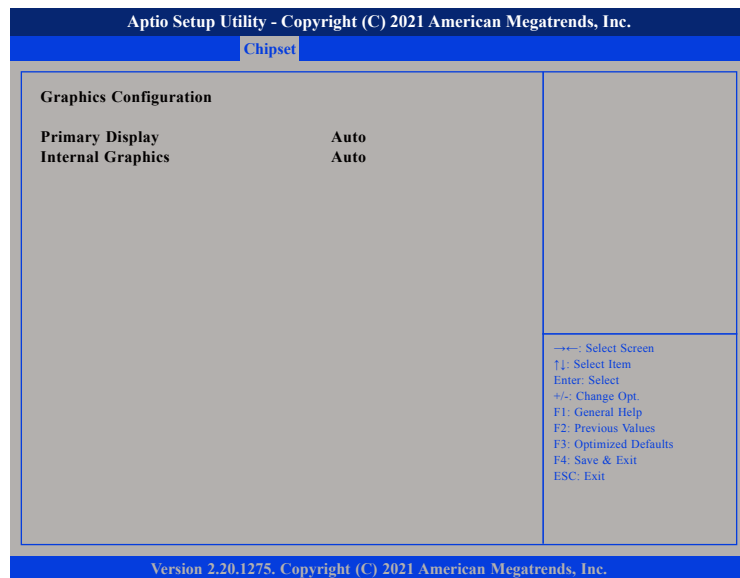 Aptio Setup Utility - Copyright (C) 2021 American Megatrends, Inc.
Chipset
Graphics Configuration
Primary Display Auto
Internal Graphics Auto
→←: Select Screen
↑↓: Select Item
Enter: Select
+/-: Change Opt.
F1: General Help
F2: Previous Values
F3: Optimized Defaults
F4: Save & Exit
ESC: Exit
Version 2.20.1275. Copyright (C) 2021 American Megatrends, Inc.